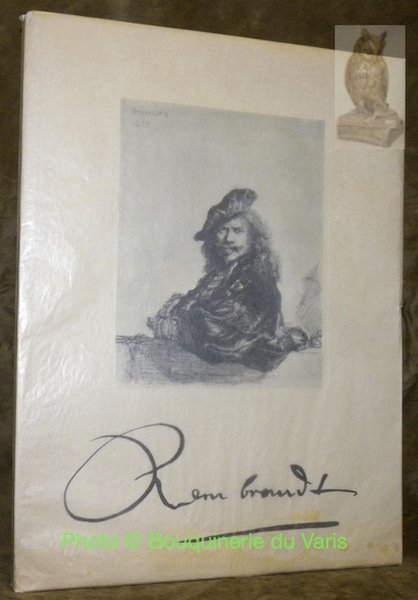 Rembrandt
Photo © Bouquinerie du Varis